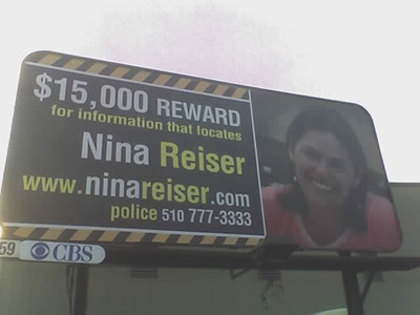 $15,000 REWARD
for information that locates
Nina Reiser
www.ninareiser.com
police 510 777-3333
59 CBS